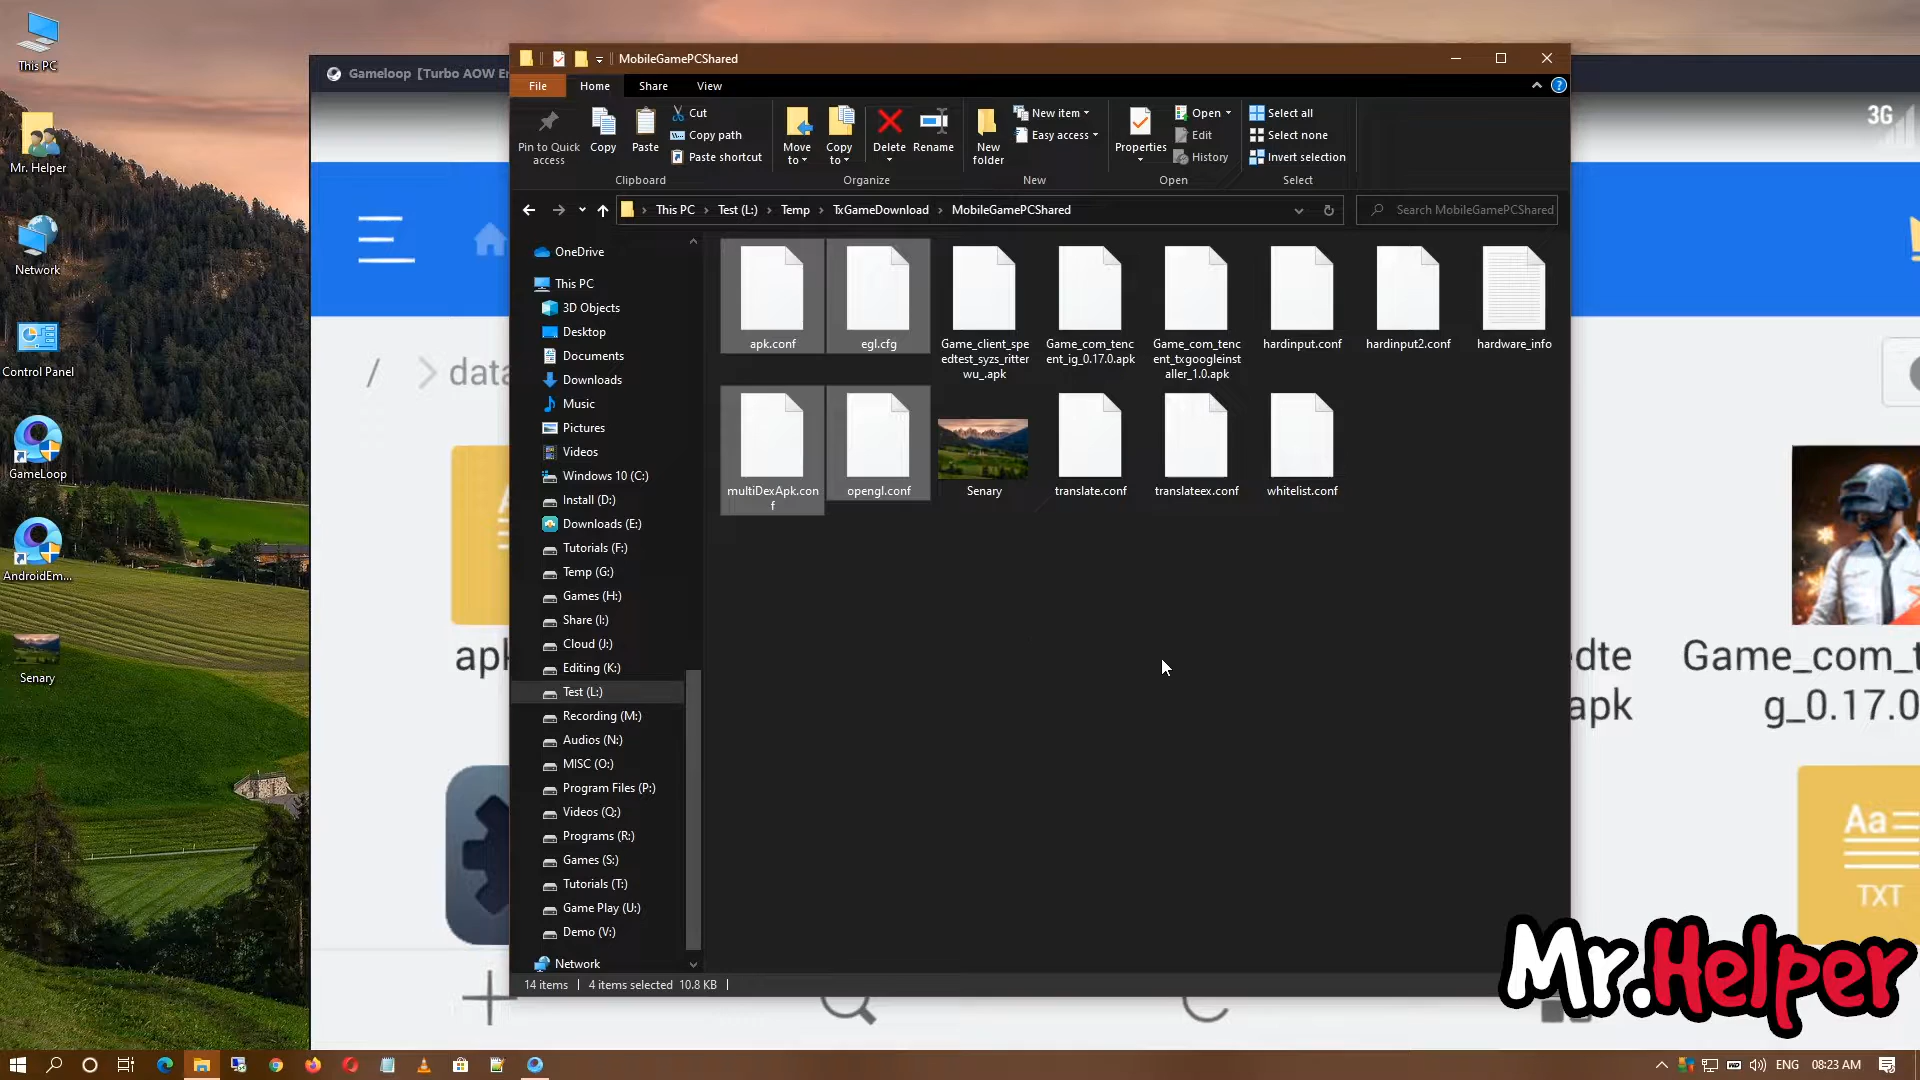 This PC
Mr. Helper
Network
Control Panel
GameLoop
AndroidEm...
Senary
Gameloop [Turbo AOW En
3G
/ data
apk
edte
apk
Game_com_t
g_0.17.0
Aa
TXT
MobileGamePCShared
File
Home
Share
View
Pin to Quick
access
Copy
Paste
Cut
Copy path
Paste shortcut
Clipboard
Move
to
Copy
to
Delete
Rename
Organize
New
folder
New item
Easy access
New
Properties
Open
Edit
History
Open
Select all
Select none
Invert selection
Select
This PC
Test (L:)
Temp
TxGameDownload
MobileGamePCShared
Search MobileGamePCShared
OneDrive
This PC
3D Objects
Desktop
Documents
Downloads
Music
Pictures
Videos
Windows 10 (C:)
Install (D:)
Downloads (E:)
Tutorials (F:)
Temp (G:)
Games (H:)
Share (I:)
Cloud (J:)
Editing (K:)
Test (L:)
Recording (M:)
Audios (N:)
MISC (O:)
Program Files (P:)
Videos (Q:)
Programs (R:)
Games (S:)
Tutorials (T:)
Game Play (U:)
Demo (V:)
Network
apk.conf
egl.cfg
Game_client_spe
edtest_syzs_ritter
wu_.apk
Game_com_tenc
ent_ig_0.17.0.apk
Game_com_tenc
ent_txgoogleinst
aller_1.0.apk
hardinput.conf
hardinput2.conf
hardware_info
multiDexApk.con
f
opengl.conf
Senary
translate.conf
translateex.conf
whitelist.conf
14 items
4 items selected 10.8 KB
Mr.Helper
ENG
08:23 AM